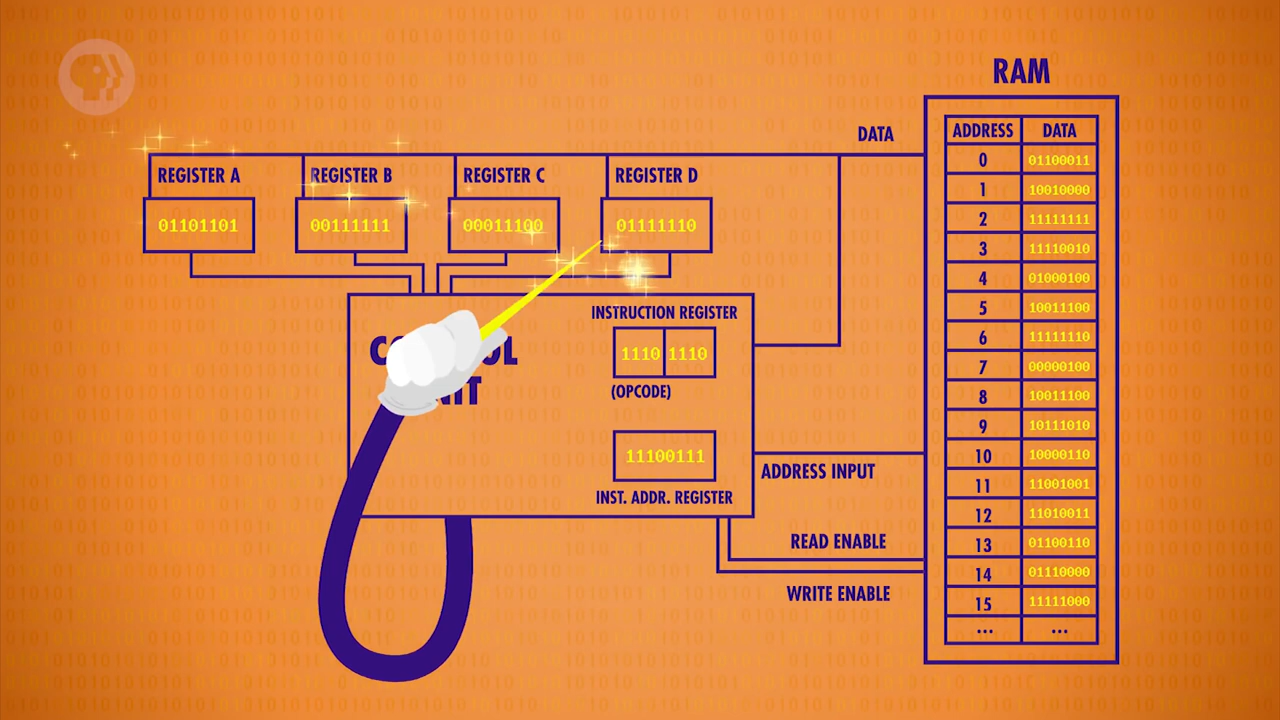 RAM
DATA
ADDRESS DATA
REGISTER A REGISTER B REGISTER C REGISTER D
01101101 00111111 00011100 01111110
0 01100011
1 10010000
2 11111111
3 11110010
4 01000100
5 10011100
6 11111110
7 00000100
8 10011100
9 10111010
10 10000110
11 11001001
12 11010011
13 01100110
14 01110000
15 11111000
... ...
INSTRUCTION REGISTER
1110 1110
(OPCODE)
11100111
INST. ADDR. REGISTER
ADDRESS INPUT
READ ENABLE
WRITE ENABLE